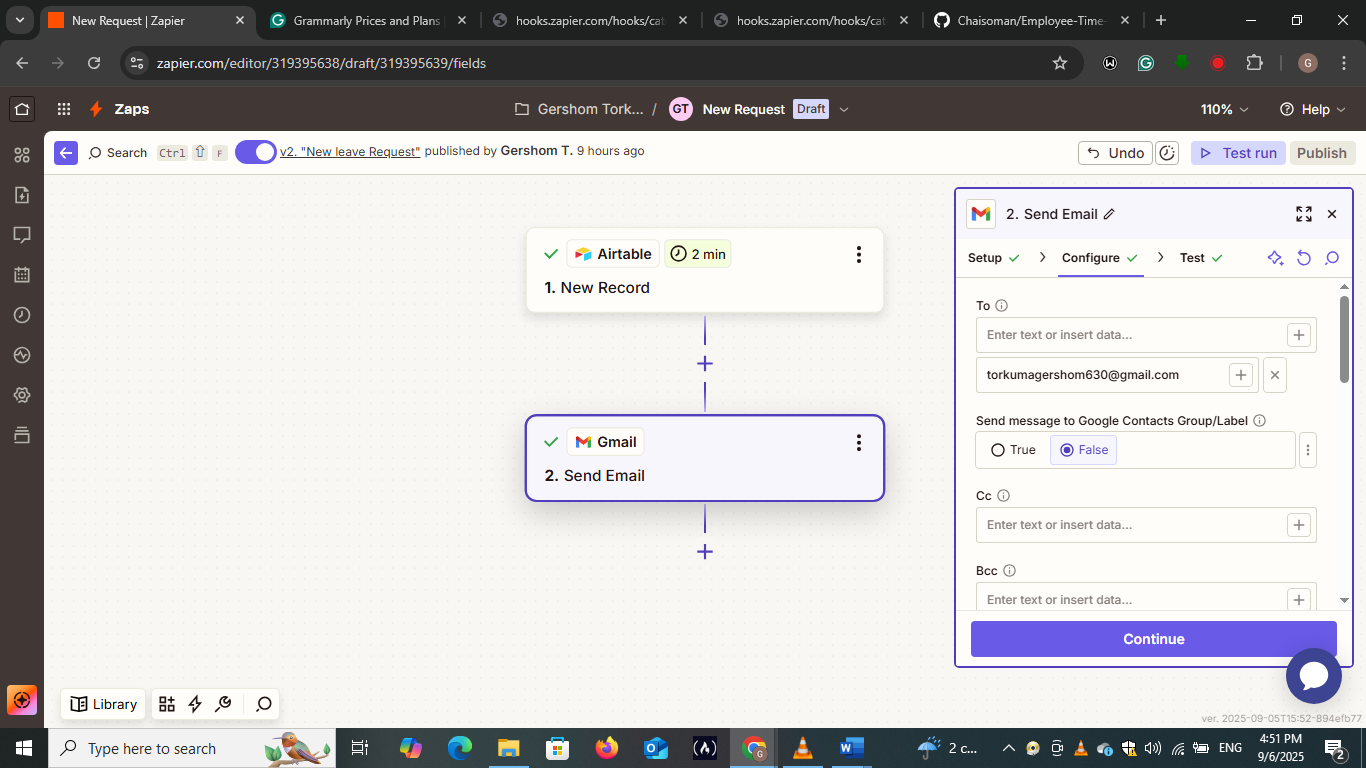 New Request | Zapier
Grammarly Prices and Plans
hooks.zapier.com/hooks/cat
hooks.zapier.com/hooks/cat
Chaisoman/Employee-Time-
zapier.com/editor/319395638/draft/319395639/fields
G
Zaps
Gershom Tork... /
GT
New Request
Draft
110%
Help
Search
Ctrl
F
v2. "New leave Request" published by Gershom T. 9 hours ago
Undo
Test run
Publish
Airtable
2 min
1. New Record
Gmail
2. Send Email
2. Send Email
Setup
Configure
Test
To
Enter text or insert data...
torkumagershom630@gmail.com
Send message to Google Contacts Group/Label
True
False
Cc
Enter text or insert data...
Bcc
Enter text or insert data...
Continue
Library
ver. 2025-09-05T15:52-894efb77
Type here to search
2 c...
ENG
4:51 PM
9/6/2025
2